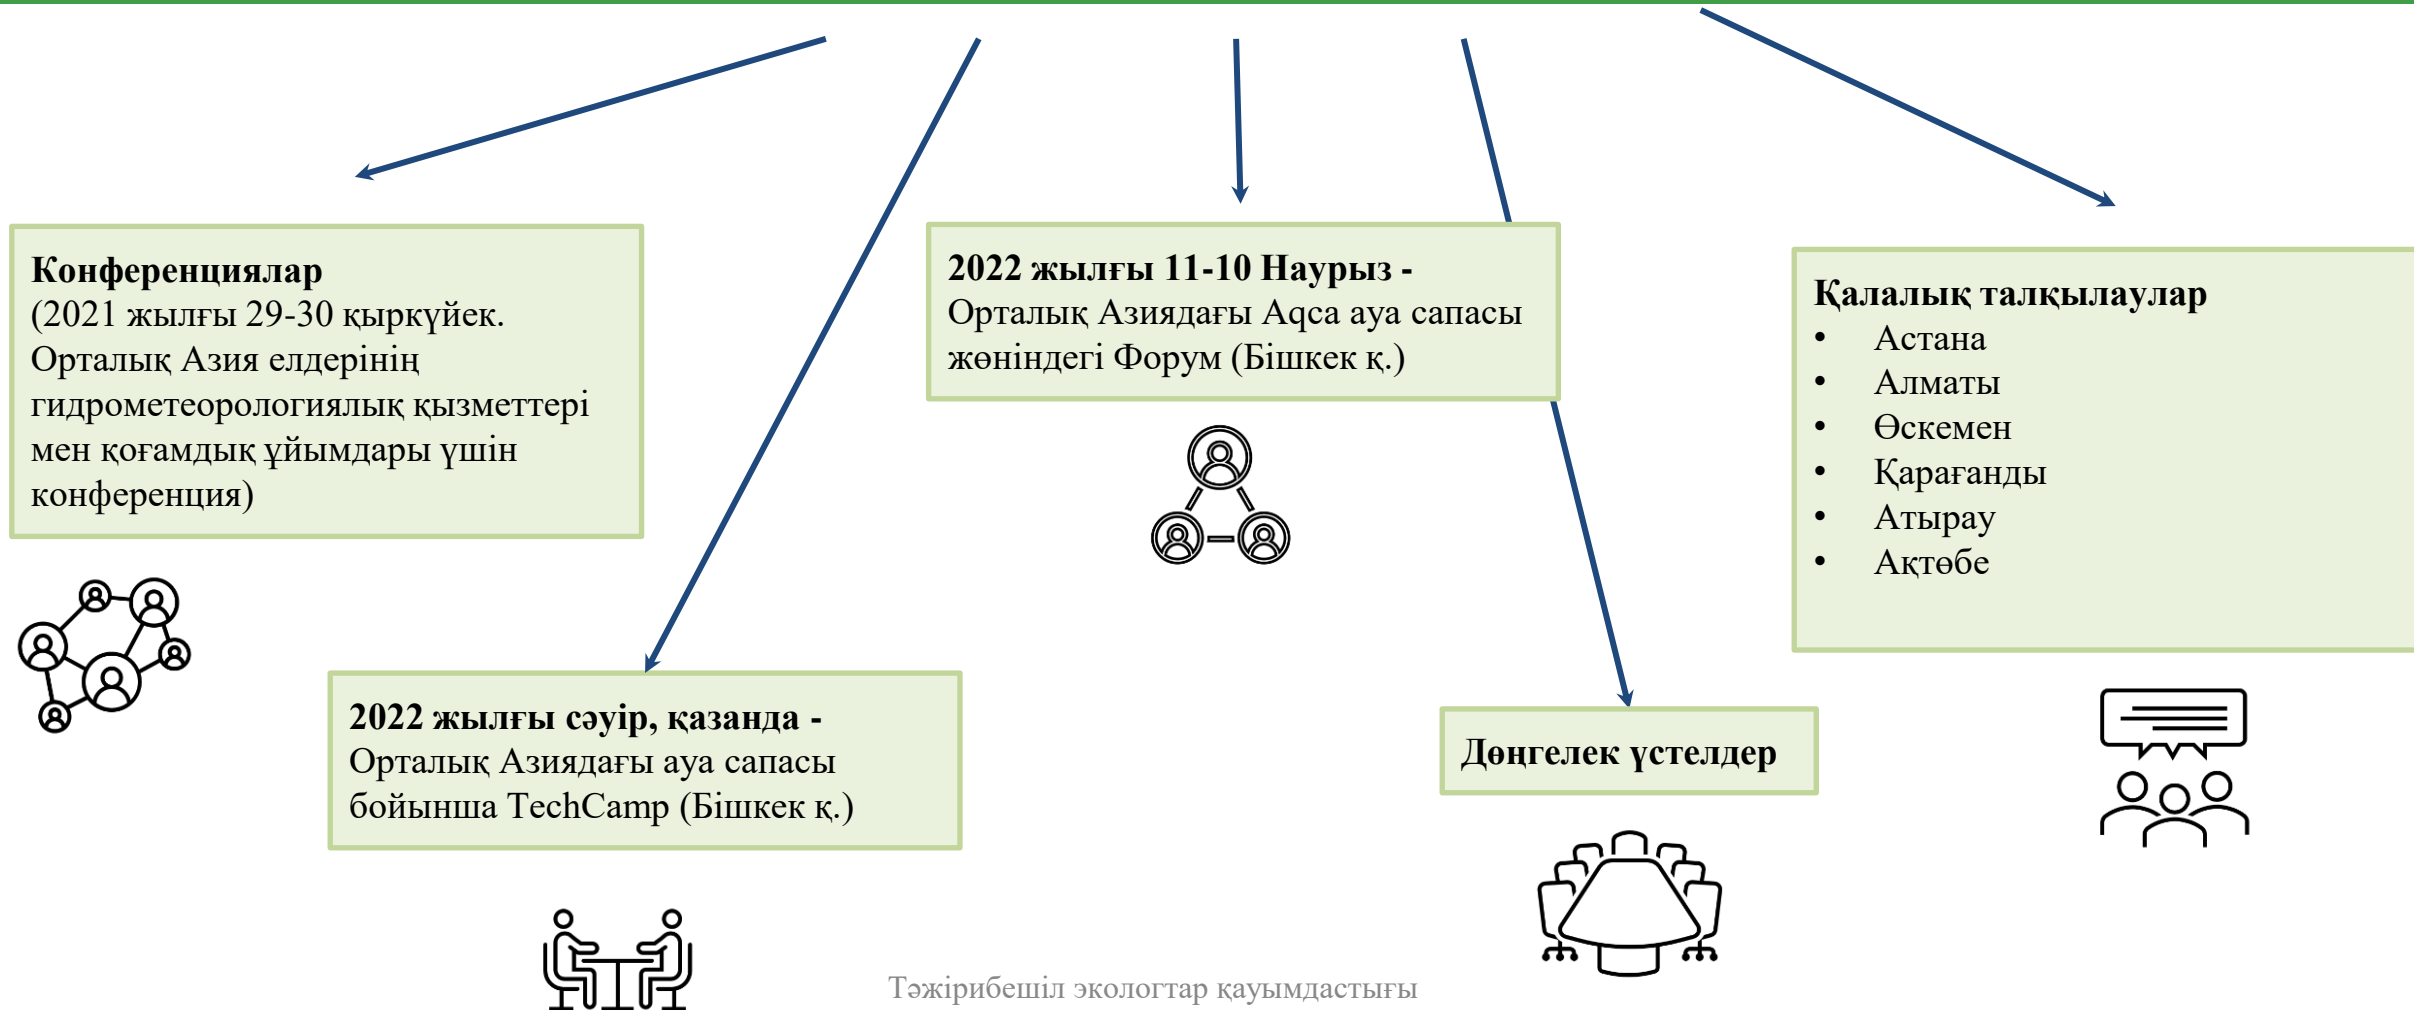 Конференциялар
(2021 жылғы 29-30 қыркүйек.
Орталық Азия елдерінің
гидрометеорологиялық қызметтері
мен қоғамдық ұйымдары үшін
конференция)
2022 жылғы 11-10 Наурыз -
Орталық Азиядағы Aqca ауа сапасы
жөніндегі Форум (Бішкек қ.)
Қалалық талқылаулар
• Астана
• Алматы
• Өскемен
• Қарағанды
• Атырау
• Ақтөбе
2022 жылғы сәуір, қазанда -
Орталық Азиядағы ауа сапасы
бойынша TechCamp (Бішкек қ.)
Дөңгелек үстелдер
Тәжірибешіл экологтар қауымдастығы